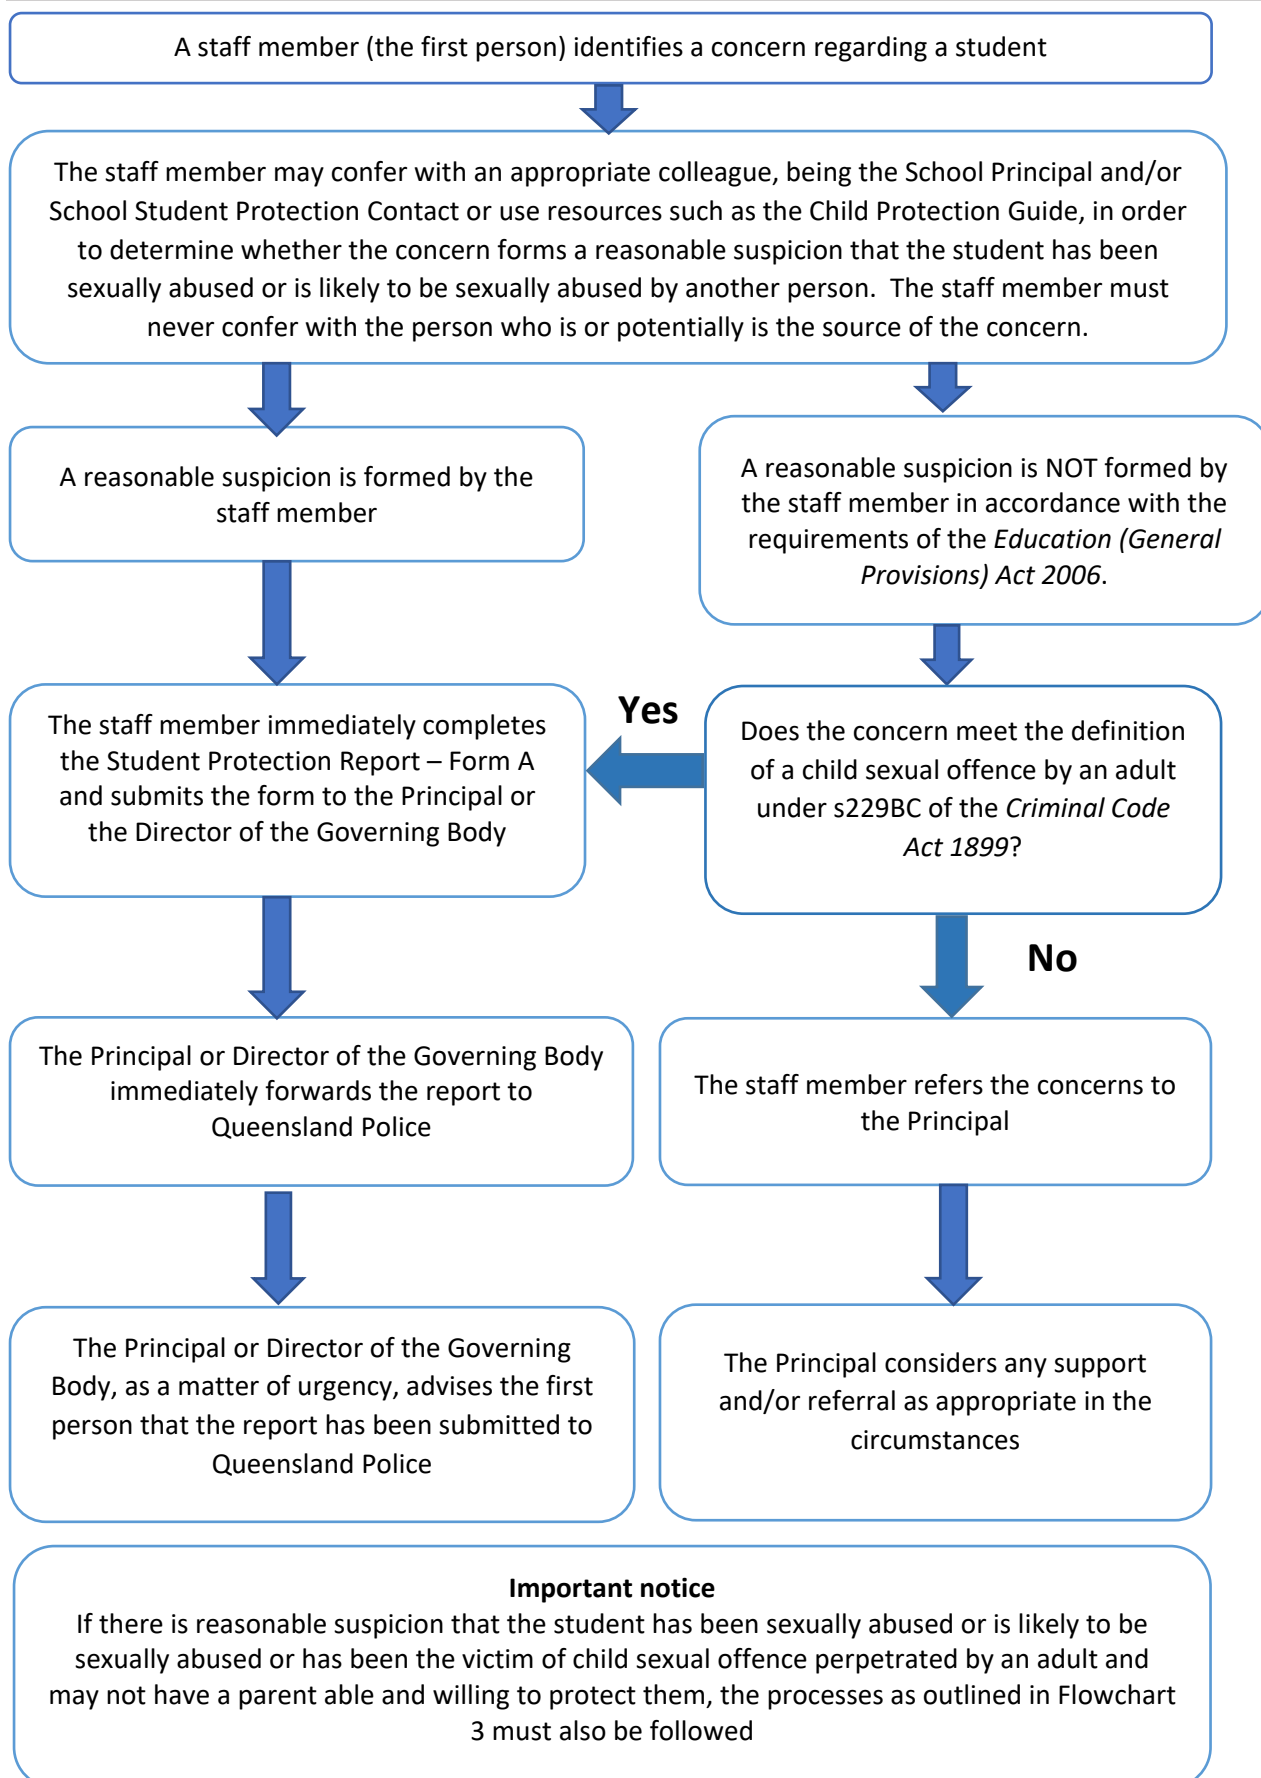 A staff member (the first person) identifies a concern regarding a student
The staff member may confer with an appropriate colleague, being the School Principal and/or
School Student Protection Contact or use resources such as the Child Protection Guide, in order
to determine whether the concern forms a reasonable suspicion that the student has been
sexually abused or is likely to be sexually abused by another person.  The staff member must
never confer with the person who is or potentially is the source of the concern.
A reasonable suspicion is formed by the
staff member
A reasonable suspicion is NOT formed by
the staff member in accordance with the
requirements of the Education (General
Provisions) Act 2006.
The staff member immediately completes
the Student Protection Report – Form A
and submits the form to the Principal or
the Director of the Governing Body
Yes
Does the concern meet the definition
of a child sexual offence by an adult
under s229BC of the Criminal Code
Act 1899?
No
The Principal or Director of the Governing Body
immediately forwards the report to
Queensland Police
The staff member refers the concerns to
the Principal
The Principal or Director of the Governing
Body, as a matter of urgency, advises the first
person that the report has been submitted to
Queensland Police
The Principal considers any support
and/or referral as appropriate in the
circumstances
Important notice
If there is reasonable suspicion that the student has been sexually abused or is likely to be
sexually abused or has been the victim of child sexual offence perpetrated by an adult and
may not have a parent able and willing to protect them, the processes as outlined in Flowchart
3 must also be followed